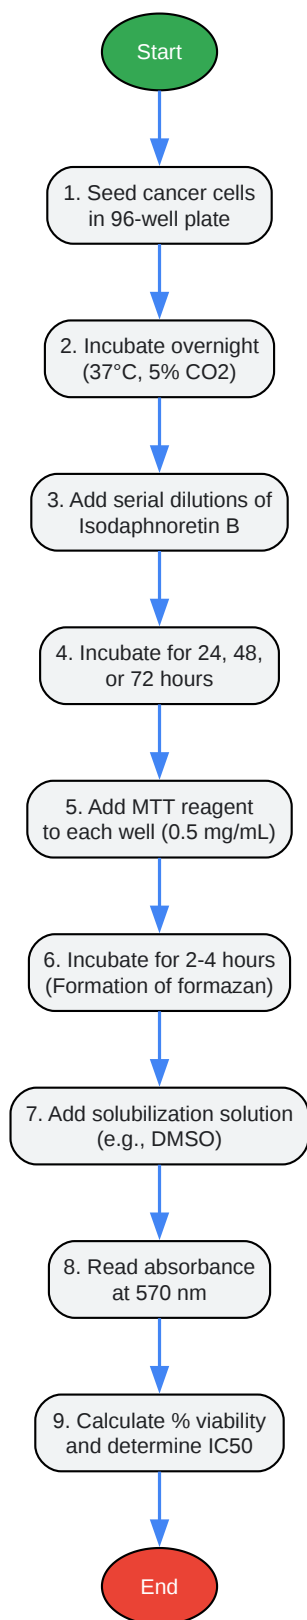 Start
1. Seed cancer cells
in 96-well plate
2. Incubate overnight
(37°C, 5% CO2)
3. Add serial dilutions of
Isodaphnoretin B
4. Incubate for 24, 48,
or 72 hours
5. Add MTT reagent
to each well (0.5 mg/mL)
6. Incubate for 2-4 hours
(Formation of formazan)
7. Add solubilization solution
(e.g., DMSO)
8. Read absorbance
at 570 nm
9. Calculate % viability
and determine IC50
End